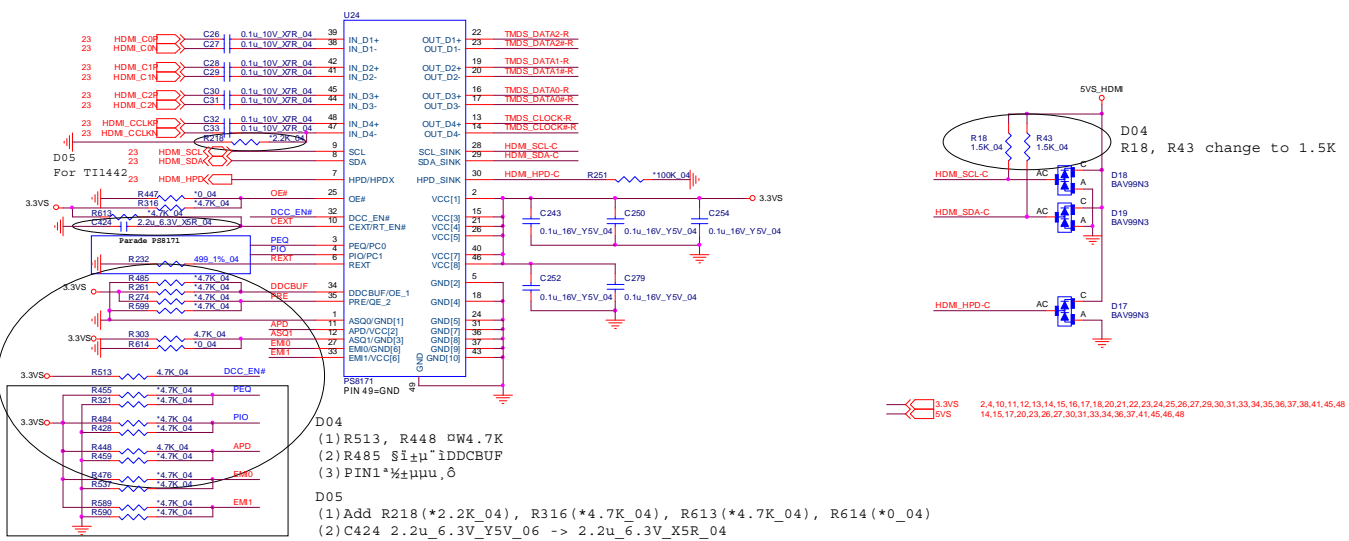 U24
23 HDMI_C0P C26 0.1u_10V_X7R_04 39 IN_D1+ OUT_D1+ 22 TMDS_DATA2-R
23 HDMI_C0N C27 0.1u_10V_X7R_04 38 IN_D1- OUT_D1- 23 TMDS_DATA2#-R
23 HDMI_C1P C28 0.1u_10V_X7R_04 42 IN_D2+ OUT_D2+ 19 TMDS_DATA1-R
23 HDMI_C1N C29 0.1u_10V_X7R_04 41 IN_D2- OUT_D2- 20 TMDS_DATA1#-R
23 HDMI_C2P C30 0.1u_10V_X7R_04 45 IN_D3+ OUT_D3+ 16 TMDS_DATA0-R
23 HDMI_C2N C31 0.1u_10V_X7R_04 44 IN_D3- OUT_D3- 17 TMDS_DATA0#-R
23 HDMI_CCLKP C32 0.1u_10V_X7R_04 48 IN_D4+ OUT_D4+ 13 TMDS_CLOCK-R
23 HDMI_CCLKN C33 0.1u_10V_X7R_04 47 IN_D4- OUT_D4- 14 TMDS_CLOCK#-R
R218 *2.2K_04
D05
For TI1442
23 HDMI_SCL 9 SCL SCL_SINK 28 HDMI_SCL-C
23 HDMI_SDA 8 SDA SDA_SINK 29 HDMI_SDA-C
23 HDMI_HPD 7 HPD/HPDX HPD_SINK 30 HDMI_HPD-C R251 *100K_04
R447 *0_04 OE# 25 OE# VCC[1] 2 3.3VS
3.3VS R316 *4.7K_04
R613 *4.7K_04 DCC_EN# 32 DCC_EN# VCC[3] 15
C424 2.2u_6.3V_X5R_04 CEXT 10 CEXT/RT_EN# VCC[4] 21
VCC[5] 26
C243 0.1u_16V_Y5V_04
C250 0.1u_16V_Y5V_04
C254 0.1u_16V_Y5V_04
Parade PS8171
PEQ 3 PEQ/PC0
PIO 4 PIO/PC1 VCC[7] 40
R232 499_1%_04 REXT 6 REXT VCC[8] 46
GND[2] 5
C252 0.1u_16V_Y5V_04
C279 0.1u_16V_Y5V_04
R485 *4.7K_04
3.3VS R261 *4.7K_04 DDCBUF 34 DDCBUF/OE_1
R274 *4.7K_04 PRE 35 PRE/QE_2 GND[4] 18
R599 *4.7K_04
1 ASQ0/GND[1] GND[5] 24
APD 11 APD/VCC[2] GND[7] 31
3.3VS R303 4.7K_04 ASQ1 12 ASQ1/GND[3] GND[8] 36
R614 *0_04 EMI0 27 EMI0/GND[6] GND[9] 37
EMI1 33 EMI1/VCC[6] GND[10] 43
GND
49
PS8171
PIN 49=GND
3.3VS R513 4.7K_04 DCC_EN#
R455 *4.7K_04 PEQ
R321 *4.7K_04
3.3VS R484 *4.7K_04 PIO
R428 *4.7K_04
R448 4.7K_04 APD
R459 *4.7K_04
R476 *4.7K_04 EMI0
R537 *4.7K_04
R589 *4.7K_04 EMI1
R590 *4.7K_04
D04
(1)R513, R448 ¤W4.7K
(2)R485 §ï±µ¨ìDDCBUF
(3)PIN1ª½±µµu¸ô
D05
(1)Add R218(*2.2K_04), R316(*4.7K_04), R613(*4.7K_04), R614(*0_04)
(2)C424 2.2u_6.3V_Y5V_06 -> 2.2u_6.3V_X5R_04
5VS_HDMI
R18 1.5K_04
R43 1.5K_04
D04
R18, R43 change to 1.5K
HDMI_SCL-C AC C A D18 BAV99N3
HDMI_SDA-C AC C A D19 BAV99N3
HDMI_HPD-C AC C A D17 BAV99N3
3.3VS 2,4,10,11,12,13,14,15,16,17,18,20,21,22,23,24,25,26,27,29,30,31,33,34,35,36,37,38,41,45,48
5VS 14,15,17,20,23,26,27,30,31,33,34,36,37,41,45,46,48